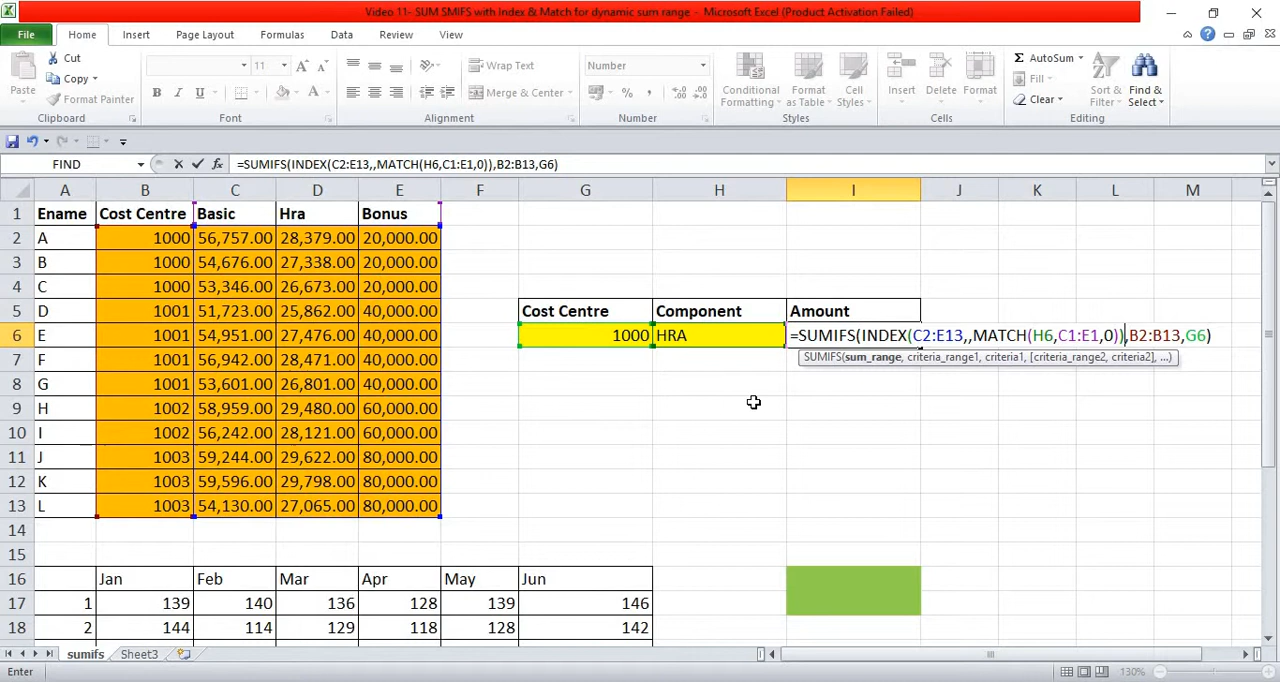 Video 11- SUM SMIFS with Index & Match for dynamic sum range - Microsoft Excel (Product Activation Failed)
File Home Insert Page Layout Formulas Data Review View
Paste Cut Copy Format Painter Clipboard
11 A A B I U A Font
Wrap Text Merge & Center Alignment
Number % , Number
Conditional Formatting Format as Table Cell Styles Styles
Insert Delete Format Cells
Σ AutoSum Fill Clear Sort & Filter Find & Select Editing
FIND fx =SUMIFS(INDEX(C2:E13,,MATCH(H6,C1:E1,0)),B2:B13,G6)
A B C D E F G H I J K L M
1 Ename Cost Centre Basic Hra Bonus
2 A 1000 56,757.00 28,379.00 20,000.00
3 B 1000 54,676.00 27,338.00 20,000.00
4 C 1000 53,346.00 26,673.00 20,000.00
5 D 1001 51,723.00 25,862.00 40,000.00 Cost Centre Component Amount
6 E 1001 54,951.00 27,476.00 40,000.00 1000 HRA =SUMIFS(INDEX(C2:E13,,MATCH(H6,C1:E1,0)),B2:B13,G6)
7 F 1001 56,942.00 28,471.00 40,000.00 SUMIFS(sum_range, criteria_range1, criteria1, [criteria_range2, criteria2], ...)
8 G 1001 53,601.00 26,801.00 40,000.00
9 H 1002 58,959.00 29,480.00 60,000.00
10 I 1002 56,242.00 28,121.00 60,000.00
11 J 1003 59,244.00 29,622.00 80,000.00
12 K 1003 59,596.00 29,798.00 80,000.00
13 L 1003 54,130.00 27,065.00 80,000.00
14
15
16 Jan Feb Mar Apr May Jun
17 1 139 140 136 128 139 146
18 2 144 114 129 118 128 142
sumifs Sheet3
Enter 130%